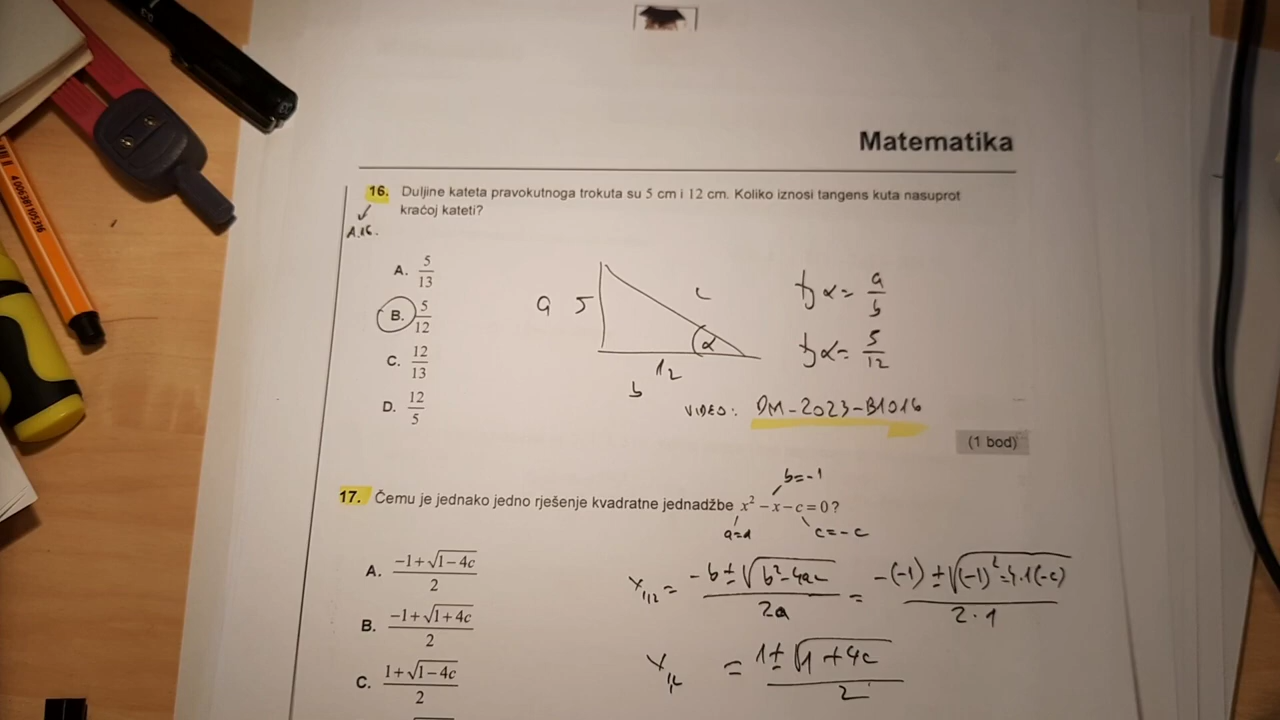 Matematika
16. Duljine kateta pravokutnoga trokuta su 5 cm i 12 cm. Koliko iznosi tangens kuta nasuprot
kraćoj kateti?
A.16.
A. 5/13
B. 5/12
C. 12/13
D. 12/5
a 5
c
α
12
b
tg α = a/b
tg α = 5/12
VIDEO: DM-2023-B1016
(1 bod)
b=-1
17. Čemu je jednako jedno rješenje kvadratne jednadžbe x² − x − c = 0?
c=-c
A. (−1+√(1−4c))/2
B. (−1+√(1+4c))/2
C. (1+√(1−4c))/2
x₁,₂ = (-b ± √(b²-4ac))/2a = (-(-1) ± √((-1)²-4·1(-c)))/2·1
x₁,₂ = (1 ± √(1+4c))/2